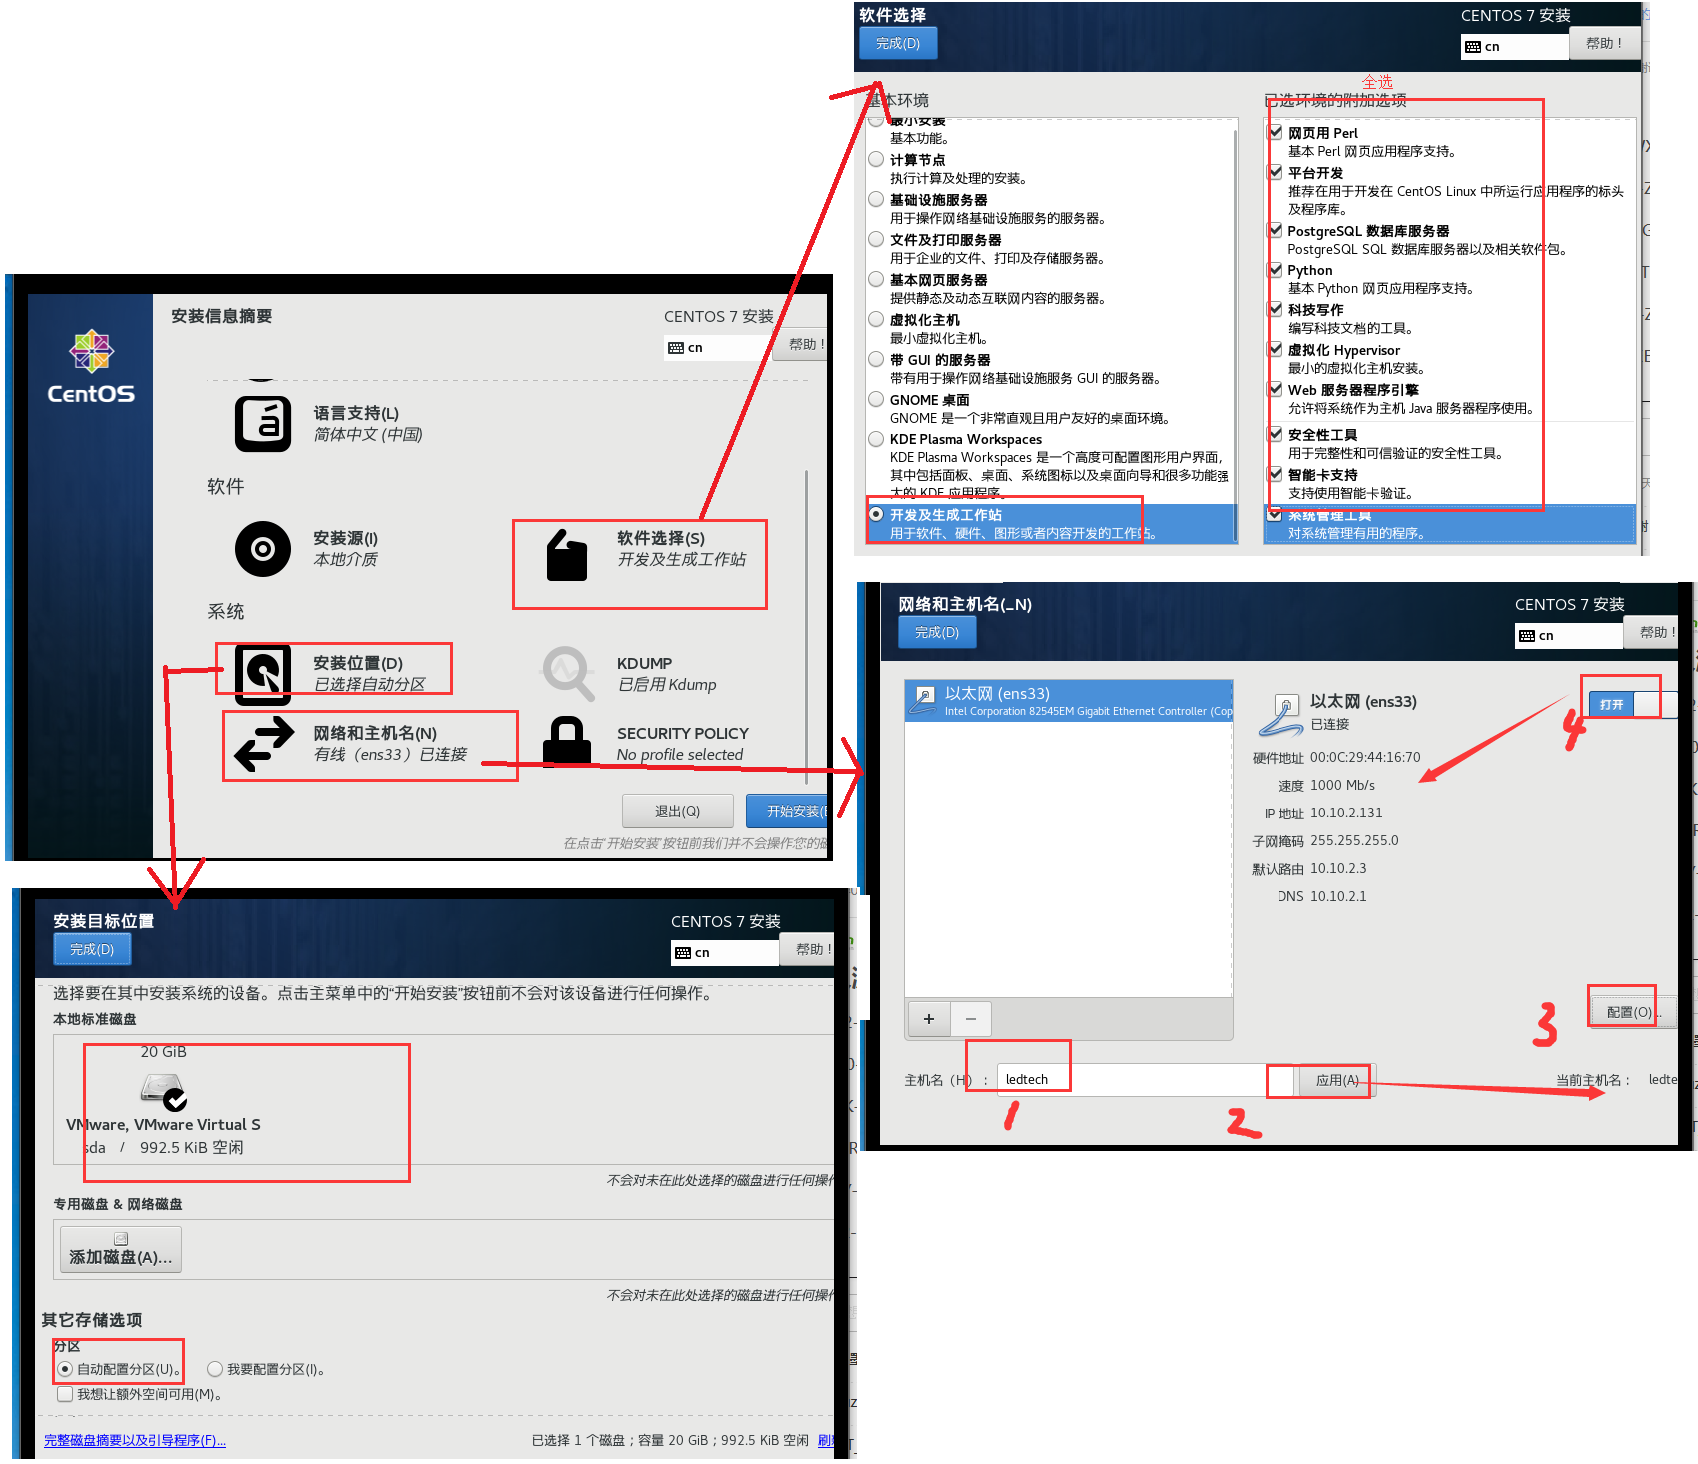 软件选择
完成(D)
CENTOS 7 安装
cn
帮助！
全选
基本环境
最小安装
基本功能。
计算节点
执行计算及处理的安装。
基础设施服务器
用于操作网络基础设施服务的服务器。
文件及打印服务器
用于企业的文件、打印及存储服务器。
基本网页服务器
提供静态及动态互联网内容的服务器。
虚拟化主机
最小虚拟化主机。
带 GUI 的服务器
带有用于操作网络基础设施服务 GUI 的服务器。
GNOME 桌面
GNOME 是一个非常直观且用户友好的桌面环境。
KDE Plasma Workspaces
KDE Plasma Workspaces 是一个高度可配置图形用户界面，
其中包括面板、桌面、系统图标以及桌面向导和很多功能强
大的 KDE 应用程序。
开发及生成工作站
用于软件、硬件、图形或者内容开发的工作站。
已选环境的附加选项
网页用 Perl
基本 Perl 网页应用程序支持。
平台开发
推荐在用于开发在 CentOS Linux 中所运行应用程序的标头
及程序库。
PostgreSQL 数据库服务器
PostgreSQL SQL 数据库服务器以及相关软件包。
Python
基本 Python 网页应用程序支持。
科技写作
编写科技文档的工具。
虚拟化 Hypervisor
最小的虚拟化主机安装。
Web 服务器程序引擎
允许将系统作为主机 Java 服务器程序使用。
安全性工具
用于完整性和可信验证的安全性工具。
智能卡支持
支持使用智能卡验证。
系统管理工具
对系统管理有用的程序。
CentOS
安装信息摘要
CENTOS 7 安装
cn
帮助！
语言支持(L)
简体中文 (中国)
软件
安装源(I)
本地介质
软件选择(S)
开发及生成工作站
系统
安装位置(D)
已选择自动分区
KDUMP
已启用 Kdump
网络和主机名(N)
有线（ens33）已连接
SECURITY POLICY
No profile selected
退出(Q)
开始安装(
在点击'开始安装'按钮前我们并不会操作您的
网络和主机名(_N)
完成(D)
CENTOS 7 安装
cn
帮助！
以太网 (ens33)
Intel Corporation 82545EM Gigabit Ethernet Controller (Cop
以太网 (ens33)
已连接
打开
4
硬件地址 00:0C:29:44:16:70
速度 1000 Mb/s
IP 地址 10.10.2.131
子网掩码 255.255.255.0
默认路由 10.10.2.3
DNS 10.10.2.1
+ −
3
配置(O)...
主机名（H）： ledtech
应用(A)
当前主机名： ledte
1
2
安装目标位置
完成(D)
CENTOS 7 安装
cn
帮助！
选择要在其中安装系统的设备。点击主菜单中的“开始安装”按钮前不会对该设备进行任何操作。
本地标准磁盘
20 GiB
VMware, VMware Virtual S
sda / 992.5 KiB 空闲
不会对未在此处选择的磁盘进行任何操作
专用磁盘 & 网络磁盘
添加磁盘(A)...
不会对未在此处选择的磁盘进行任何操作
其它存储选项
分区
自动配置分区(U)。 我要配置分区(I)。
我想让额外空间可用(M)。
完整磁盘摘要以及引导程序(F)...
已选择 1 个磁盘；容量 20 GiB；992.5 KiB 空闲